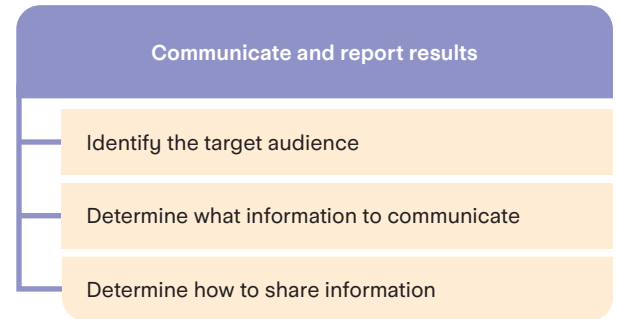 Communicate and report results
Identify the target audience
Determine what information to communicate
Determine how to share information